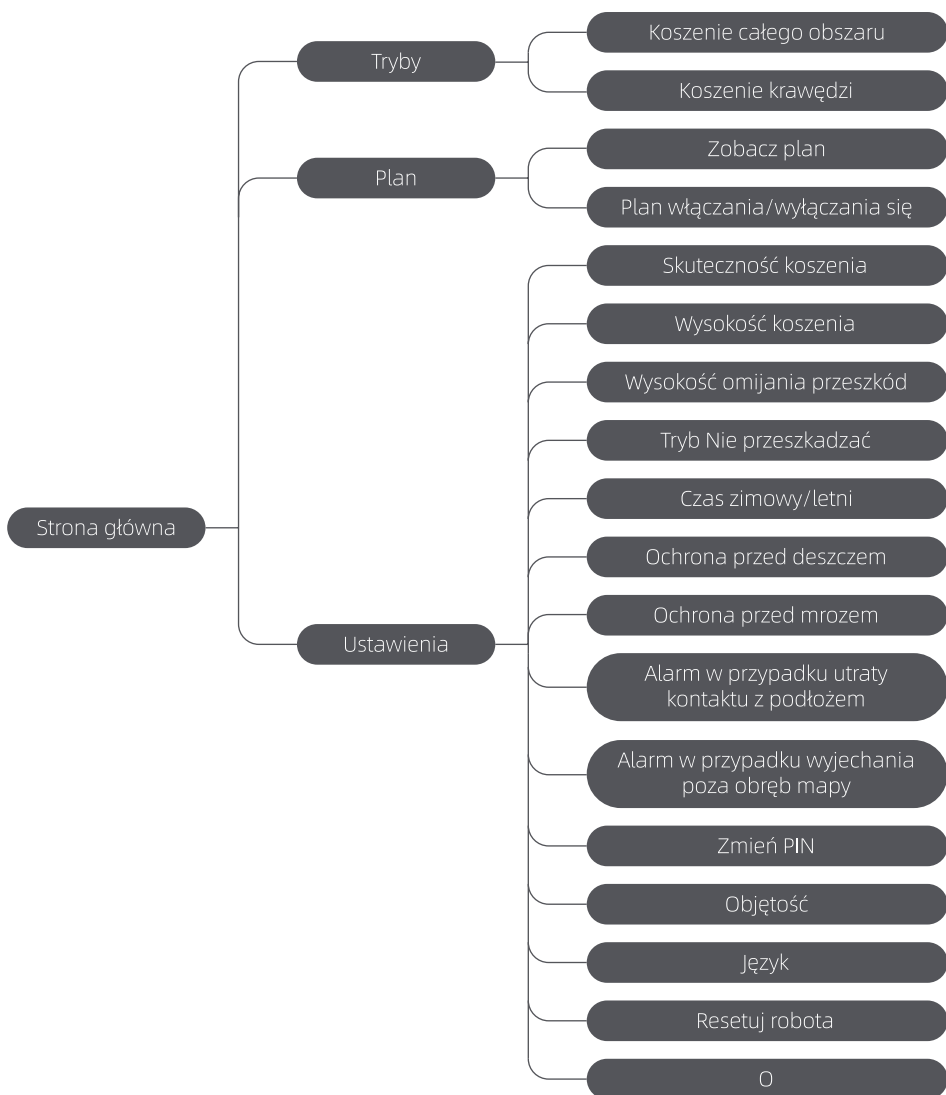 Strona główna
Tryby
Koszenie całego obszaru
Koszenie krawędzi
Plan
Zobacz plan
Plan włączania/wyłączania się
Ustawienia
Skuteczność koszenia
Wysokość koszenia
Wysokość omijania przeszkód
Tryb Nie przeszkadzać
Czas zimowy/letni
Ochrona przed deszczem
Ochrona przed mrozem
Alarm w przypadku utraty
kontaktu z podłożem
Alarm w przypadku wyjechania
poza obręb mapy
Zmień PIN
Objętość
Język
Resetuj robota
O